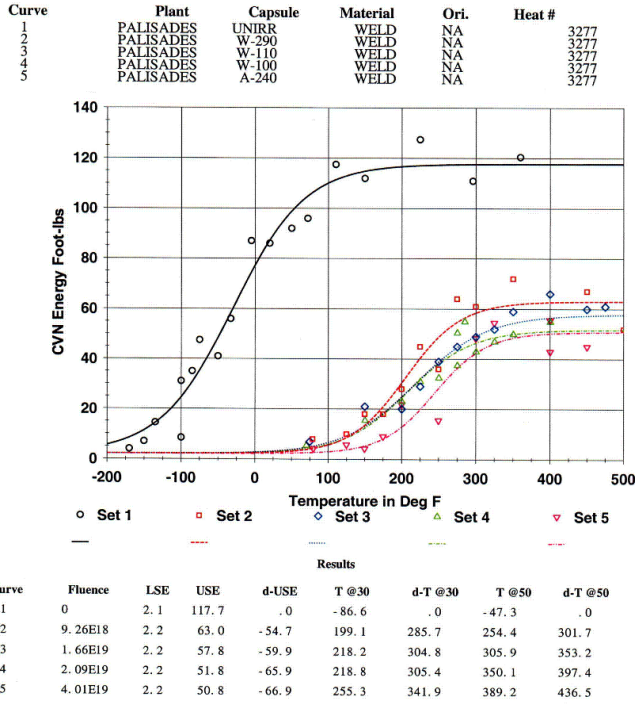 Curve Plant Capsule Material Ori. Heat #
1 PALISADES UNIRR WELD NA 3277
2 PALISADES W-290 WELD NA 3277
3 PALISADES W-110 WELD NA 3277
4 PALISADES W-100 WELD NA 3277
5 PALISADES A-240 WELD NA 3277
140
120
100
80
60
40
20
0
CVN Energy Foot-lbs
-200 -100 0 100 200 300 400 500
Temperature in Deg F
Set 1 Set 2 Set 3 Set 4 Set 5
Results
urve Fluence LSE USE d-USE T @30 d-T @30 T @50 d-T @50
1 0 2. 1 117. 7 . 0 -86. 6 . 0 -47. 3 . 0
2 9. 26E18 2. 2 63. 0 -54. 7 199. 1 285. 7 254. 4 301. 7
3 1. 66E19 2. 2 57. 8 -59. 9 218. 2 304. 8 305. 9 353. 2
4 2. 09E19 2. 2 51. 8 -65. 9 218. 8 305. 4 350. 1 397. 4
5 4. 01E19 2. 2 50. 8 -66. 9 255. 3 341. 9 389. 2 436. 5